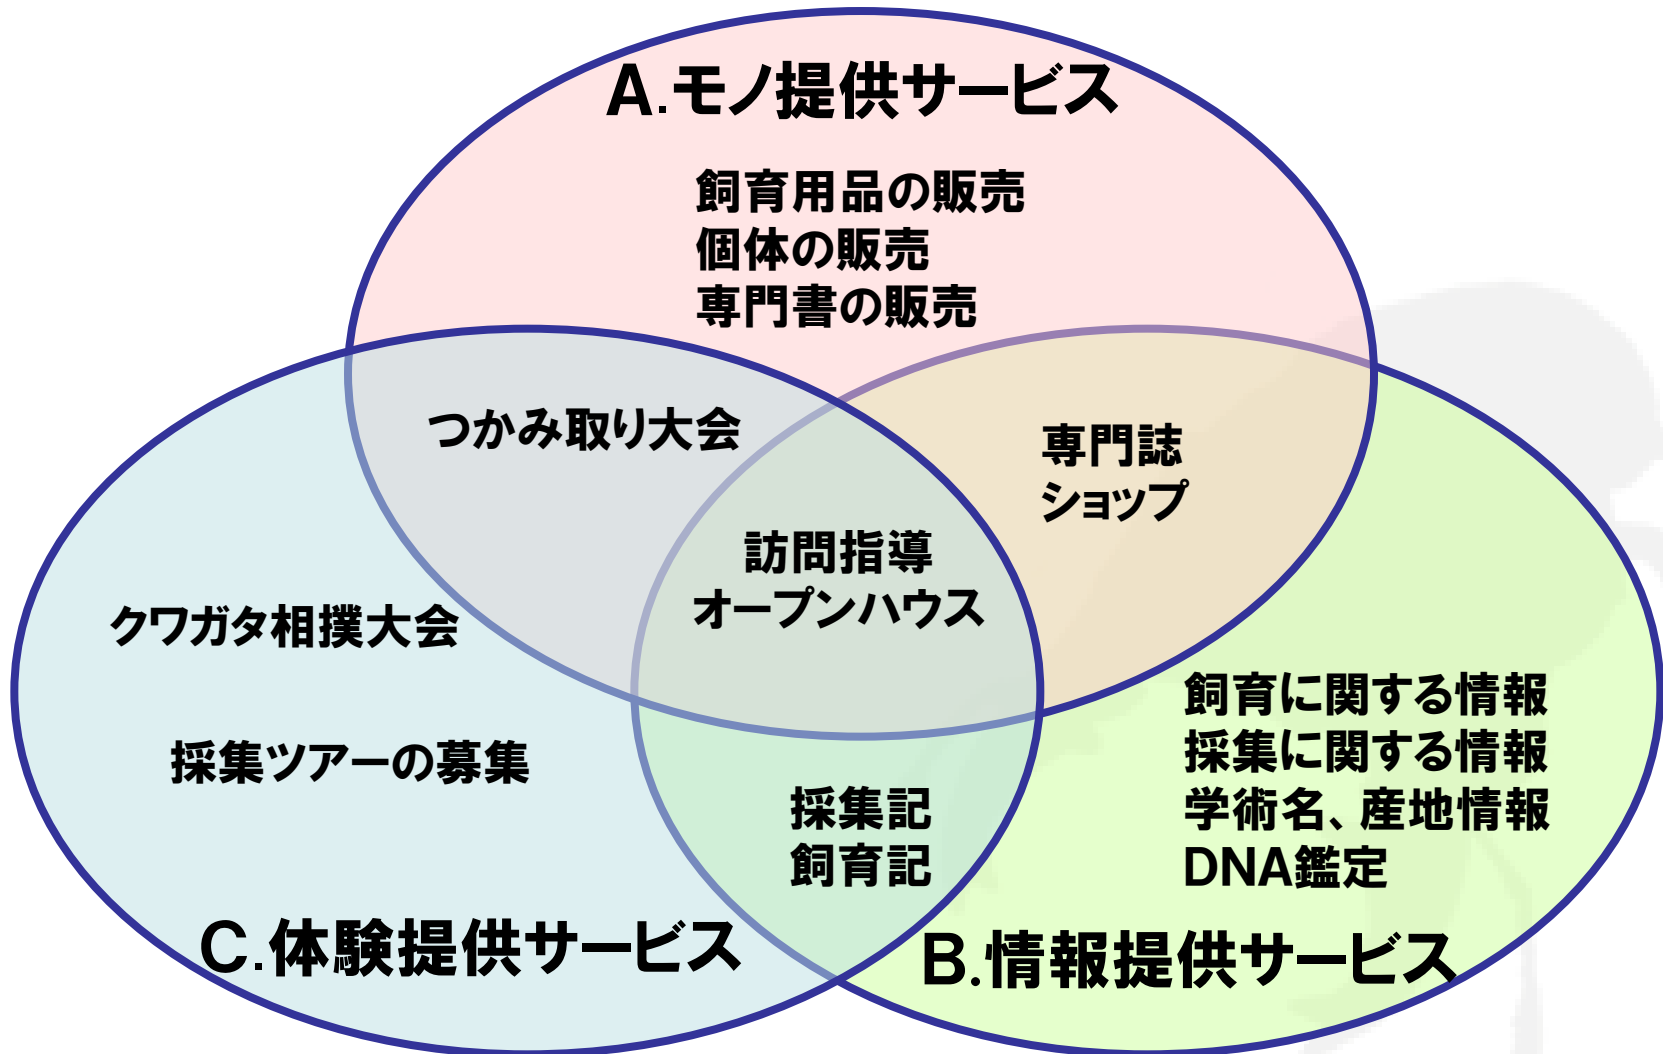 A.モノ提供サービス
飼育用品の販売
個体の販売
専門書の販売
つかみ取り大会
専門誌
ショップ
訪問指導
オープンハウス
クワガタ相撲大会
採集ツアーの募集
飼育に関する情報
採集に関する情報
学術名、産地情報
DNA鑑定
採集記
飼育記
C.体験提供サービス
B.情報提供サービス